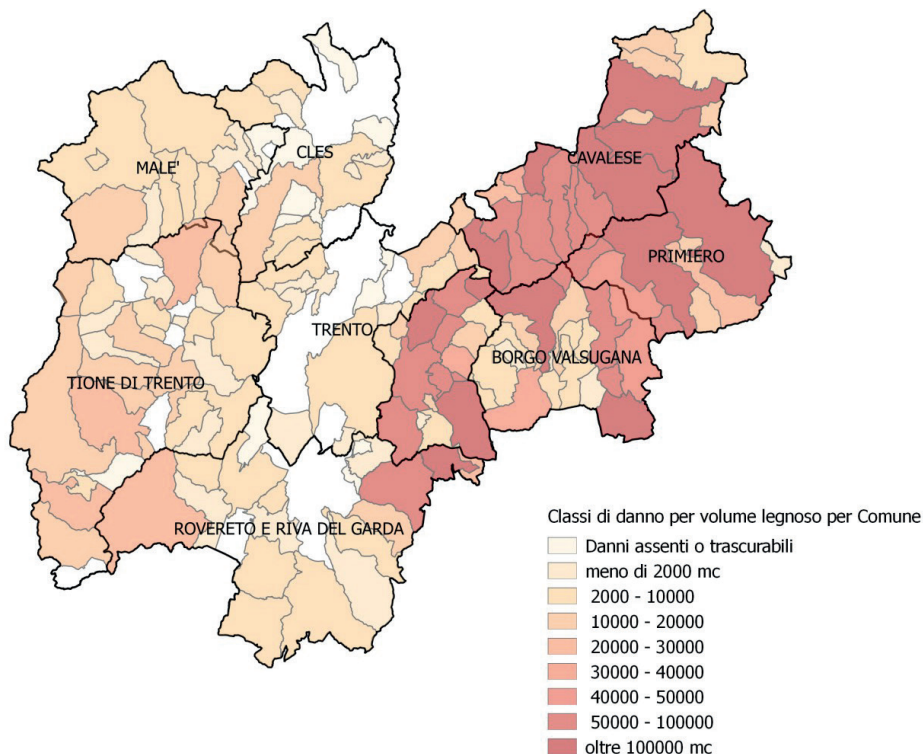 CAVALESE
CLES
MALE'
PRIMIERO
TRENTO
BORGO VALSUGANA
TIONE DI TRENTO
ROVERETO E RIVA DEL GARDA
Classi di danno per volume legnoso per Comune
Danni assenti o trascurabili
meno di 2000 mc
2000 - 10000
10000 - 20000
20000 - 30000
30000 - 40000
40000 - 50000
50000 - 100000
oltre 100000 mc